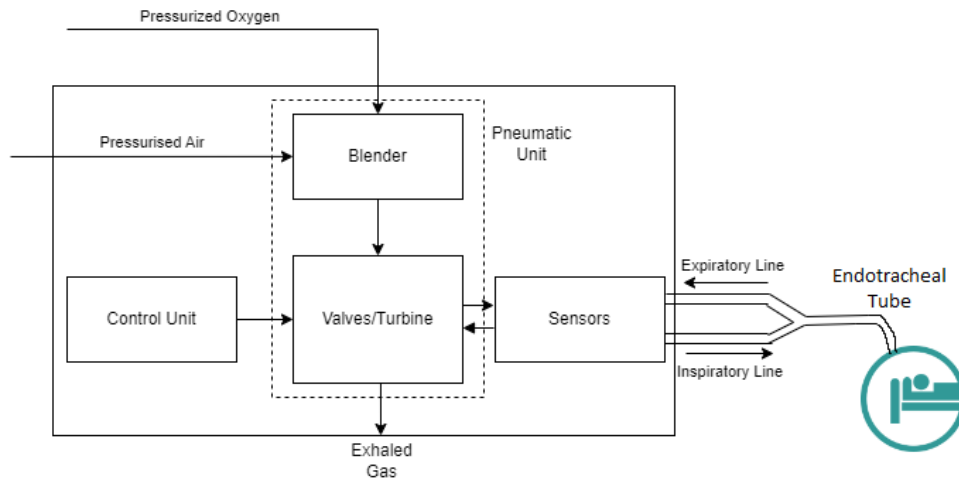 Pressurized Oxygen
Pressurised Air
Blender
Pneumatic
Unit
Control Unit
Valves/Turbine
Sensors
Expiratory Line
Inspiratory Line
Endotracheal
Tube
Exhaled
Gas